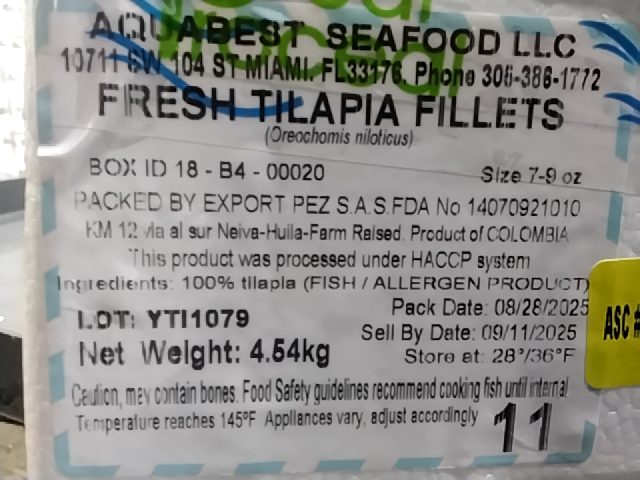 AQUABEST SEAFOOD LLC
10711 SW 104 ST MIAMI, FL33176. Phone 305-386-1772
FRESH TILAPIA FILLETS
(Oreochomis niloticus)
BOX ID 18 - B4 - 00020 Size 7-9 oz
PACKED BY EXPORT PEZ S.A.S.FDA No 14070921010
KM 12 via al sur Neiva-Huila-Farm Raised. Product of COLOMBIA
This product was processed under HACCP system
Ingredients: 100% tilapia (FISH / ALLERGEN PRODUCT)
LOT: YTI1079
Pack Date: 08/28/2025
Sell By Date: 09/11/2025
Net Weight: 4.54kg
Store at: 28°/36°F
ASC #
Caution, may contain bones. Food Safety guidelines recommend cooking fish until internal
Temperature reaches 145°F Appliances vary, adjust accordingly
11